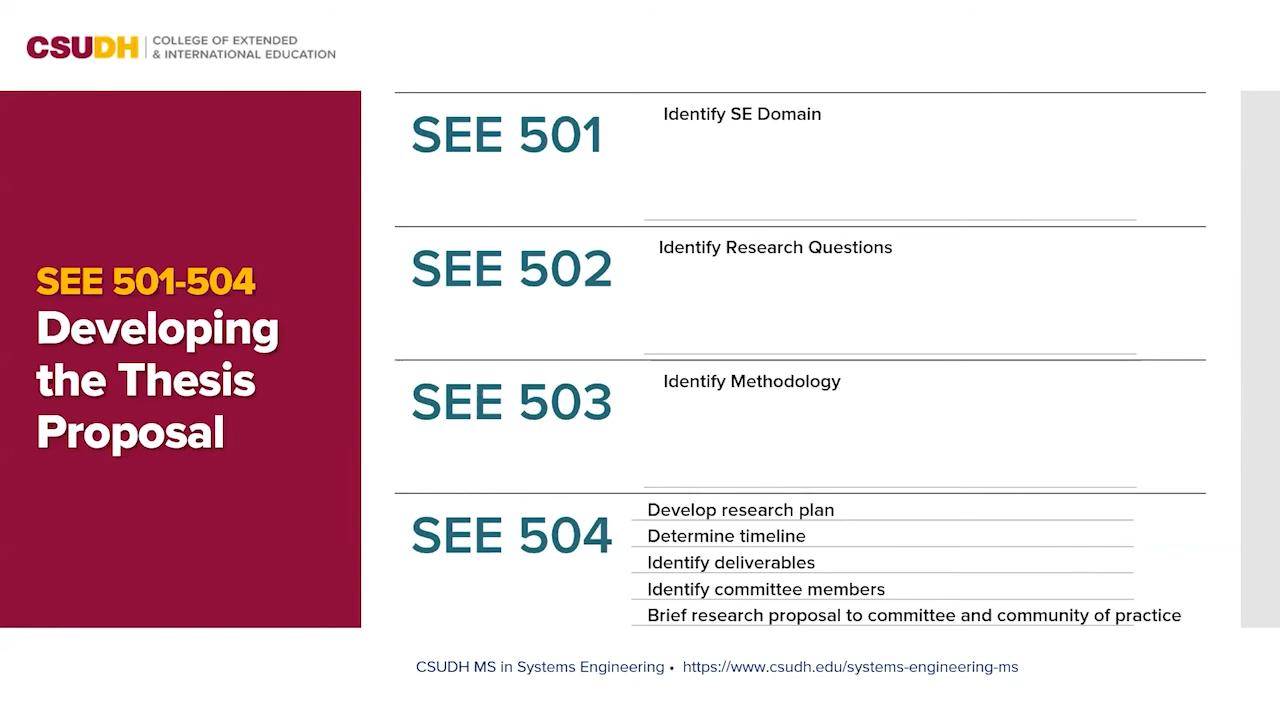 CSUDH
COLLEGE OF EXTENDED
& INTERNATIONAL EDUCATION
SEE 501-504
Developing
the Thesis
Proposal
SEE 501
Identify SE Domain
SEE 502
Identify Research Questions
SEE 503
Identify Methodology
SEE 504
Develop research plan
Determine timeline
Identify deliverables
Identify committee members
Brief research proposal to committee and community of practice
CSUDH MS in Systems Engineering • https://www.csudh.edu/systems-engineering-ms